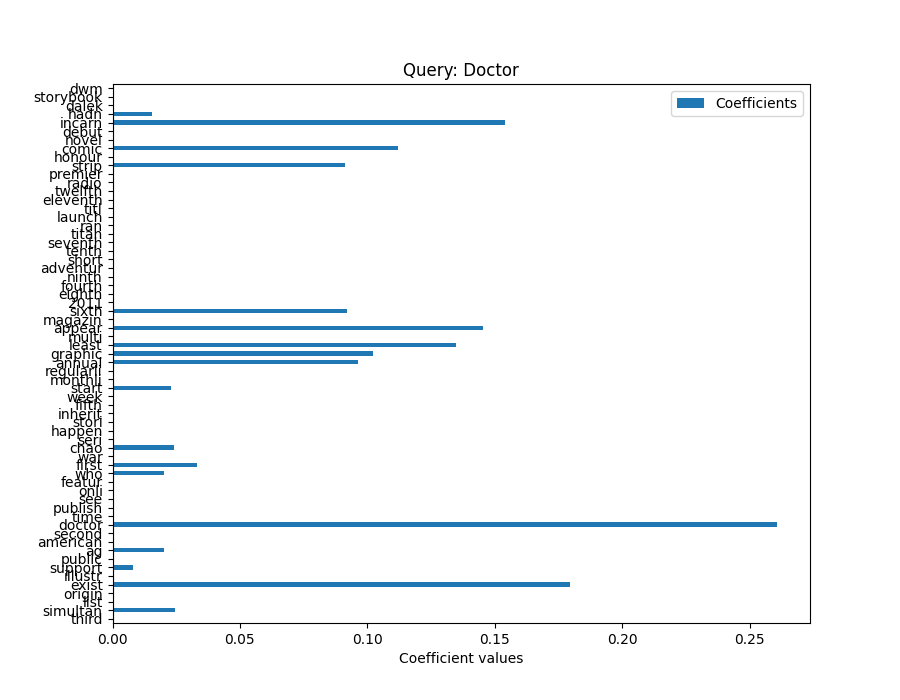 Query: Doctor
Coefficients
dwm
storybook
dalek
hadn
incarn
debut
novel
comic
honour
strip
premier
radio
twelfth
eleventh
titl
launch
ran
titan
seventh
tenth
short
adventur
ninth
fourth
eighth
2011
sixth
magazin
appear
multi
least
graphic
annual
regularli
monthli
start
week
fifth
inherit
stori
happen
seri
chao
war
first
who
featur
onli
see
publish
time
doctor
second
american
ag
public
support
illustr
exist
origin
list
simultan
third
0.00 0.05 0.10 0.15 0.20 0.25
Coefficient values